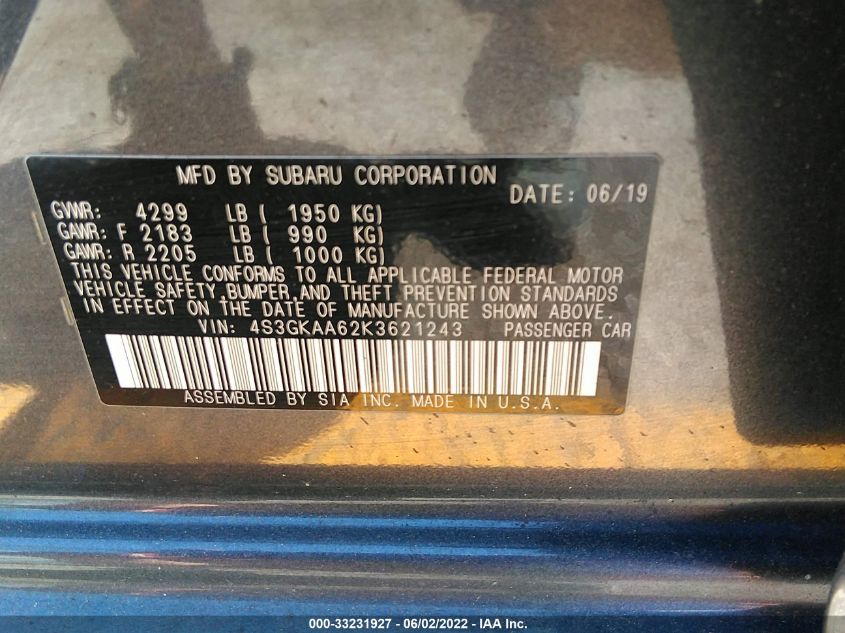 MFD BY SUBARU CORPORATION DATE: 06/19
GVWR: 4299 LB ( 1950 KG)
GAWR: F 2183 LB ( 990 KG)
GAWR: R 2205 LB ( 1000 KG)
THIS VEHICLE CONFORMS TO ALL APPLICABLE FEDERAL MOTOR
VEHICLE SAFETY,BUMPER,AND THEFT PREVENTION STANDARDS
IN EFFECT ON THE DATE OF MANUFACTURE SHOWN ABOVE.
VIN: 4S3GKAA62K3621243 PASSENGER CAR
ASSEMBLED BY SIA INC. MADE IN U.S.A.
000-33231927 - 06/02/2022 - IAA Inc.